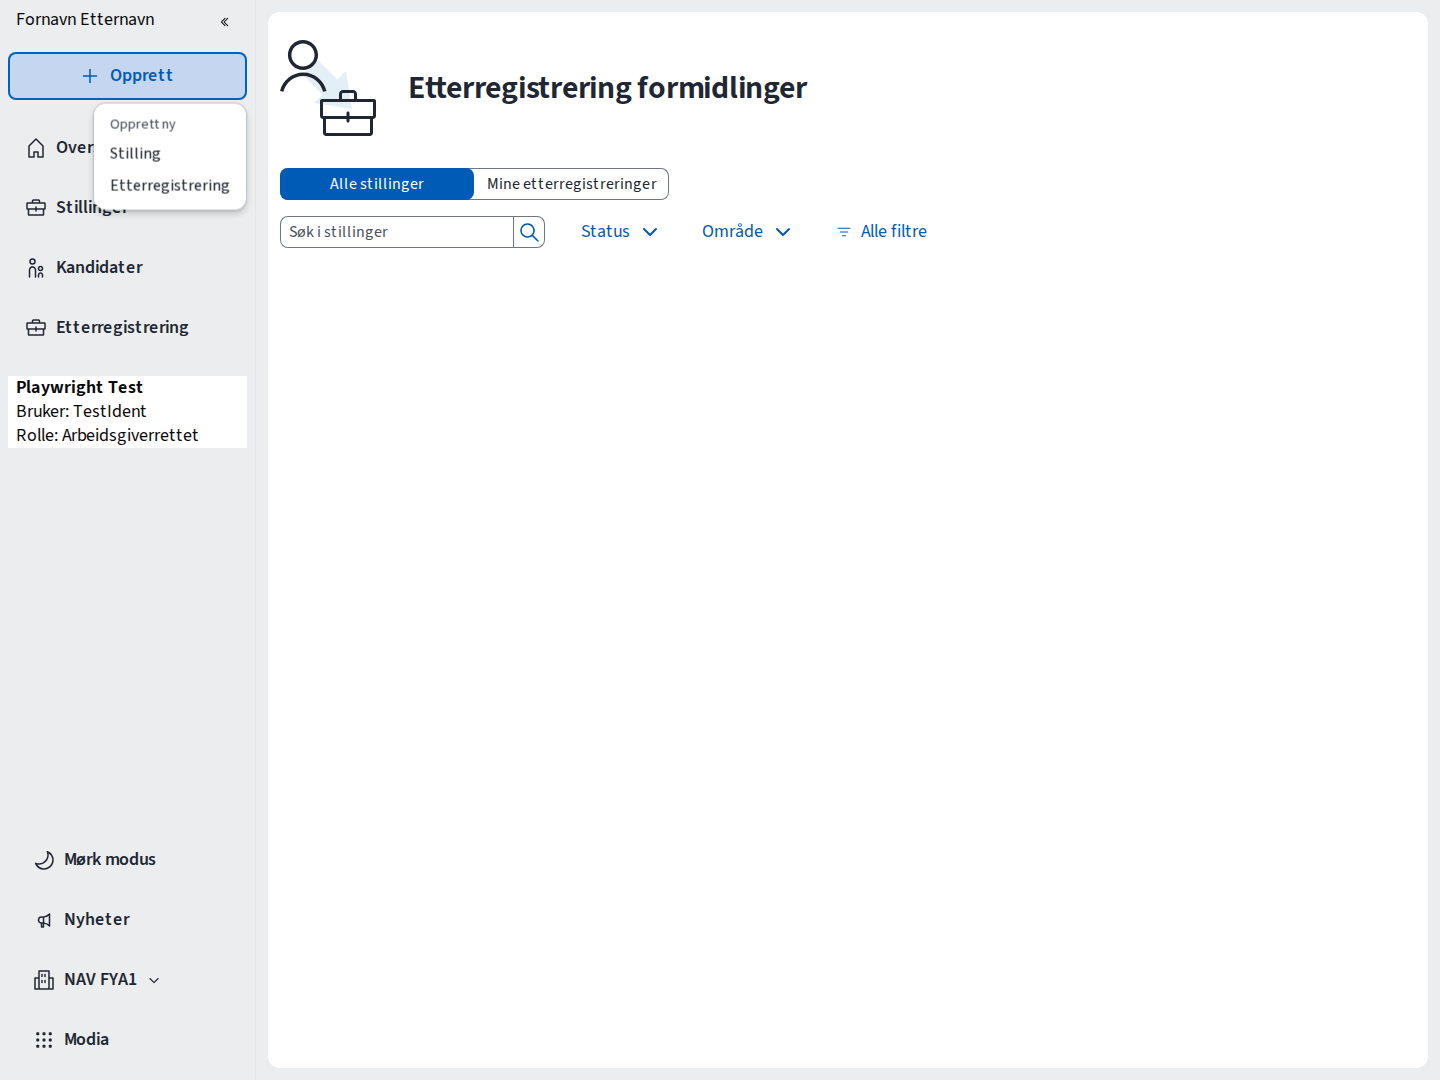 Fornavn Etternavn
Opprett
Opprett ny
Stilling
Etterregistrering
Over
Stillinger
Kandidater
Etterregistrering
Playwright Test
Bruker: TestIdent
Rolle: Arbeidsgiverrettet
Mørk modus
Nyheter
NAV FYA1
Modia
Etterregistrering formidlinger
Alle stillinger Mine etterregistreringer
Søk i stillinger Status Område Alle filtre